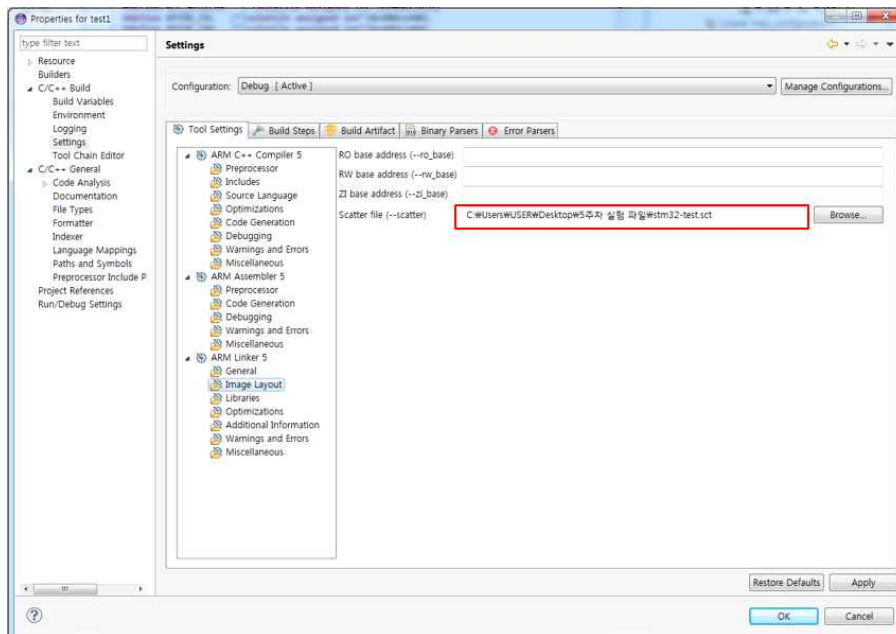 Properties for test1
type filter text
Resource
Builders
C/C++ Build
Build Variables
Environment
Logging
Settings
Tool Chain Editor
C/C++ General
Code Analysis
Documentation
File Types
Formatter
Indexer
Language Mappings
Paths and Symbols
Preprocessor Include P
Project References
Run/Debug Settings
Settings
Configuration: Debug [ Active ]
Manage Configurations...
Tool Settings Build Steps Build Artifact Binary Parsers Error Parsers
ARM C++ Compiler 5
Preprocessor
Includes
Source Language
Optimizations
Code Generation
Debugging
Warnings and Errors
Miscellaneous
ARM Assembler 5
Preprocessor
Code Generation
Debugging
Warnings and Errors
Miscellaneous
ARM Linker 5
General
Image Layout
Libraries
Optimizations
Additional Information
Warnings and Errors
Miscellaneous
RO base address (--ro_base)
RW base address (--rw_base)
ZI base address (--zi_base)
Scatter file (--scatter) C:₩Users₩USER₩Desktop₩5주차 실험 파일₩stm32-test.sct Browse...
Restore Defaults Apply
OK Cancel